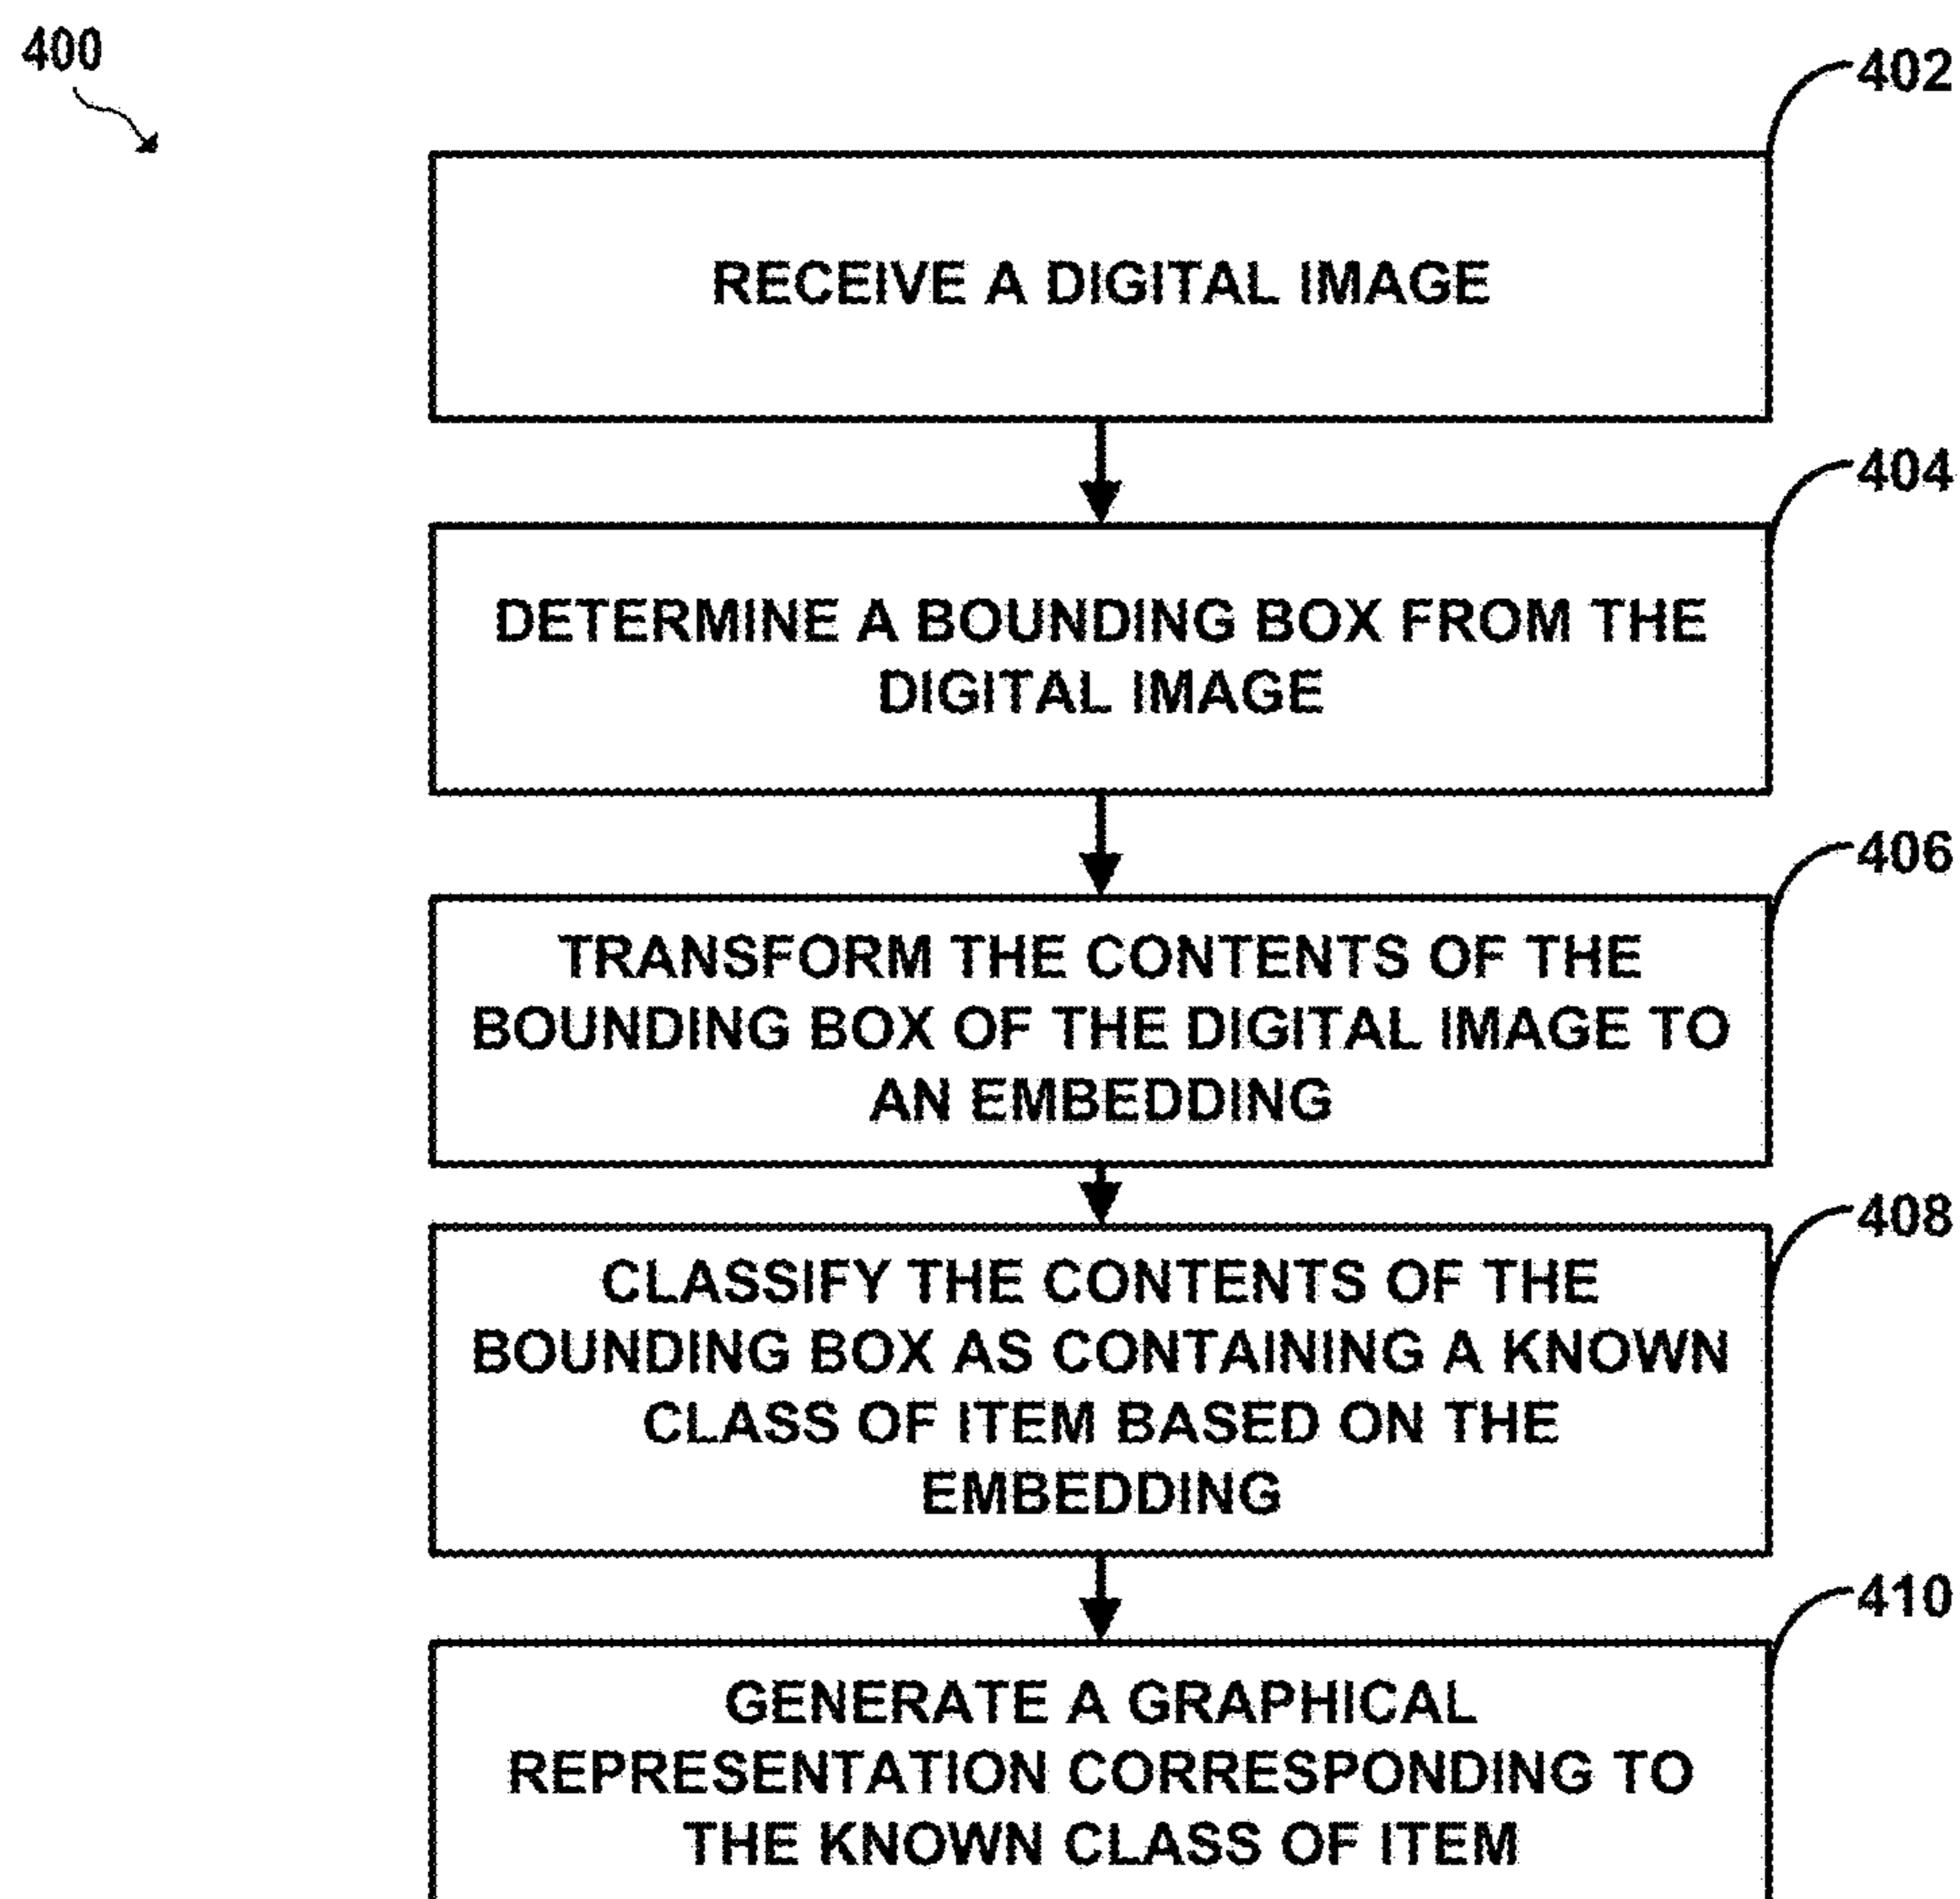 400
402
RECEIVE A DIGITAL IMAGE
404
DETERMINE A BOUNDING BOX FROM THE
DIGITAL IMAGE
406
TRANSFORM THE CONTENTS OF THE
BOUNDING BOX OF THE DIGITAL IMAGE TO
AN EMBEDDING
408
CLASSIFY THE CONTENTS OF THE
BOUNDING BOX AS CONTAINING A KNOWN
CLASS OF ITEM BASED ON THE
EMBEDDING
410
GENERATE A GRAPHICAL
REPRESENTATION CORRESPONDING TO
THE KNOWN CLASS OF ITEM